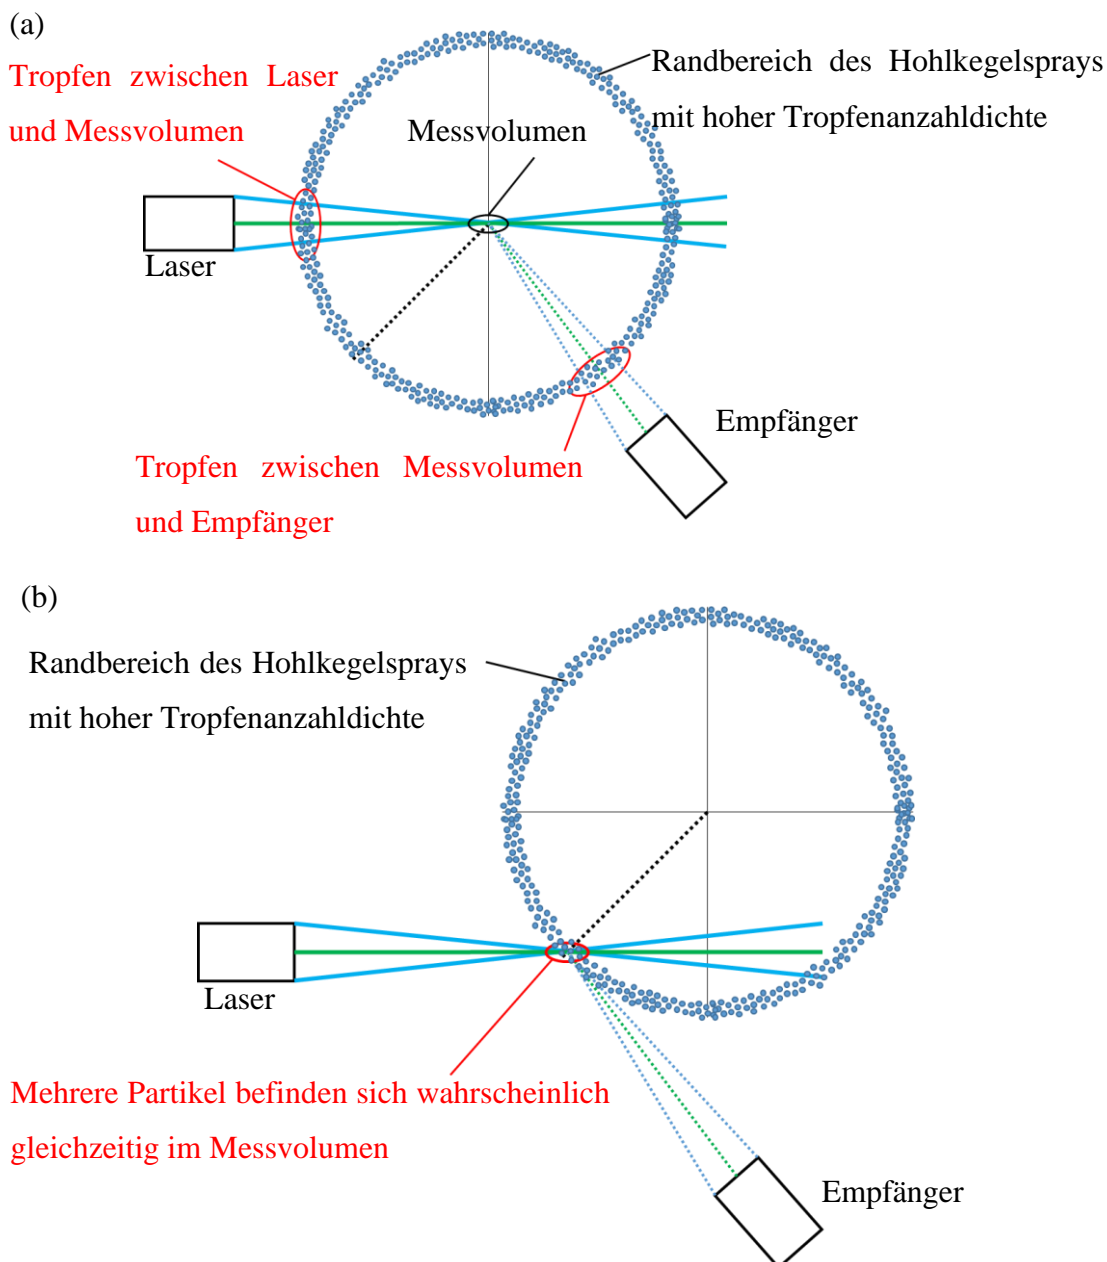 (a)
Tropfen zwischen Laser
und Messvolumen
Randbereich des Hohlkegelsprays
mit hoher Tropfenanzahldichte
Messvolumen
Laser
Empfänger
Tropfen zwischen Messvolumen
und Empfänger
(b)
Randbereich des Hohlkegelsprays
mit hoher Tropfenanzahldichte
Laser
Mehrere Partikel befinden sich wahrscheinlich
gleichzeitig im Messvolumen
Empfänger